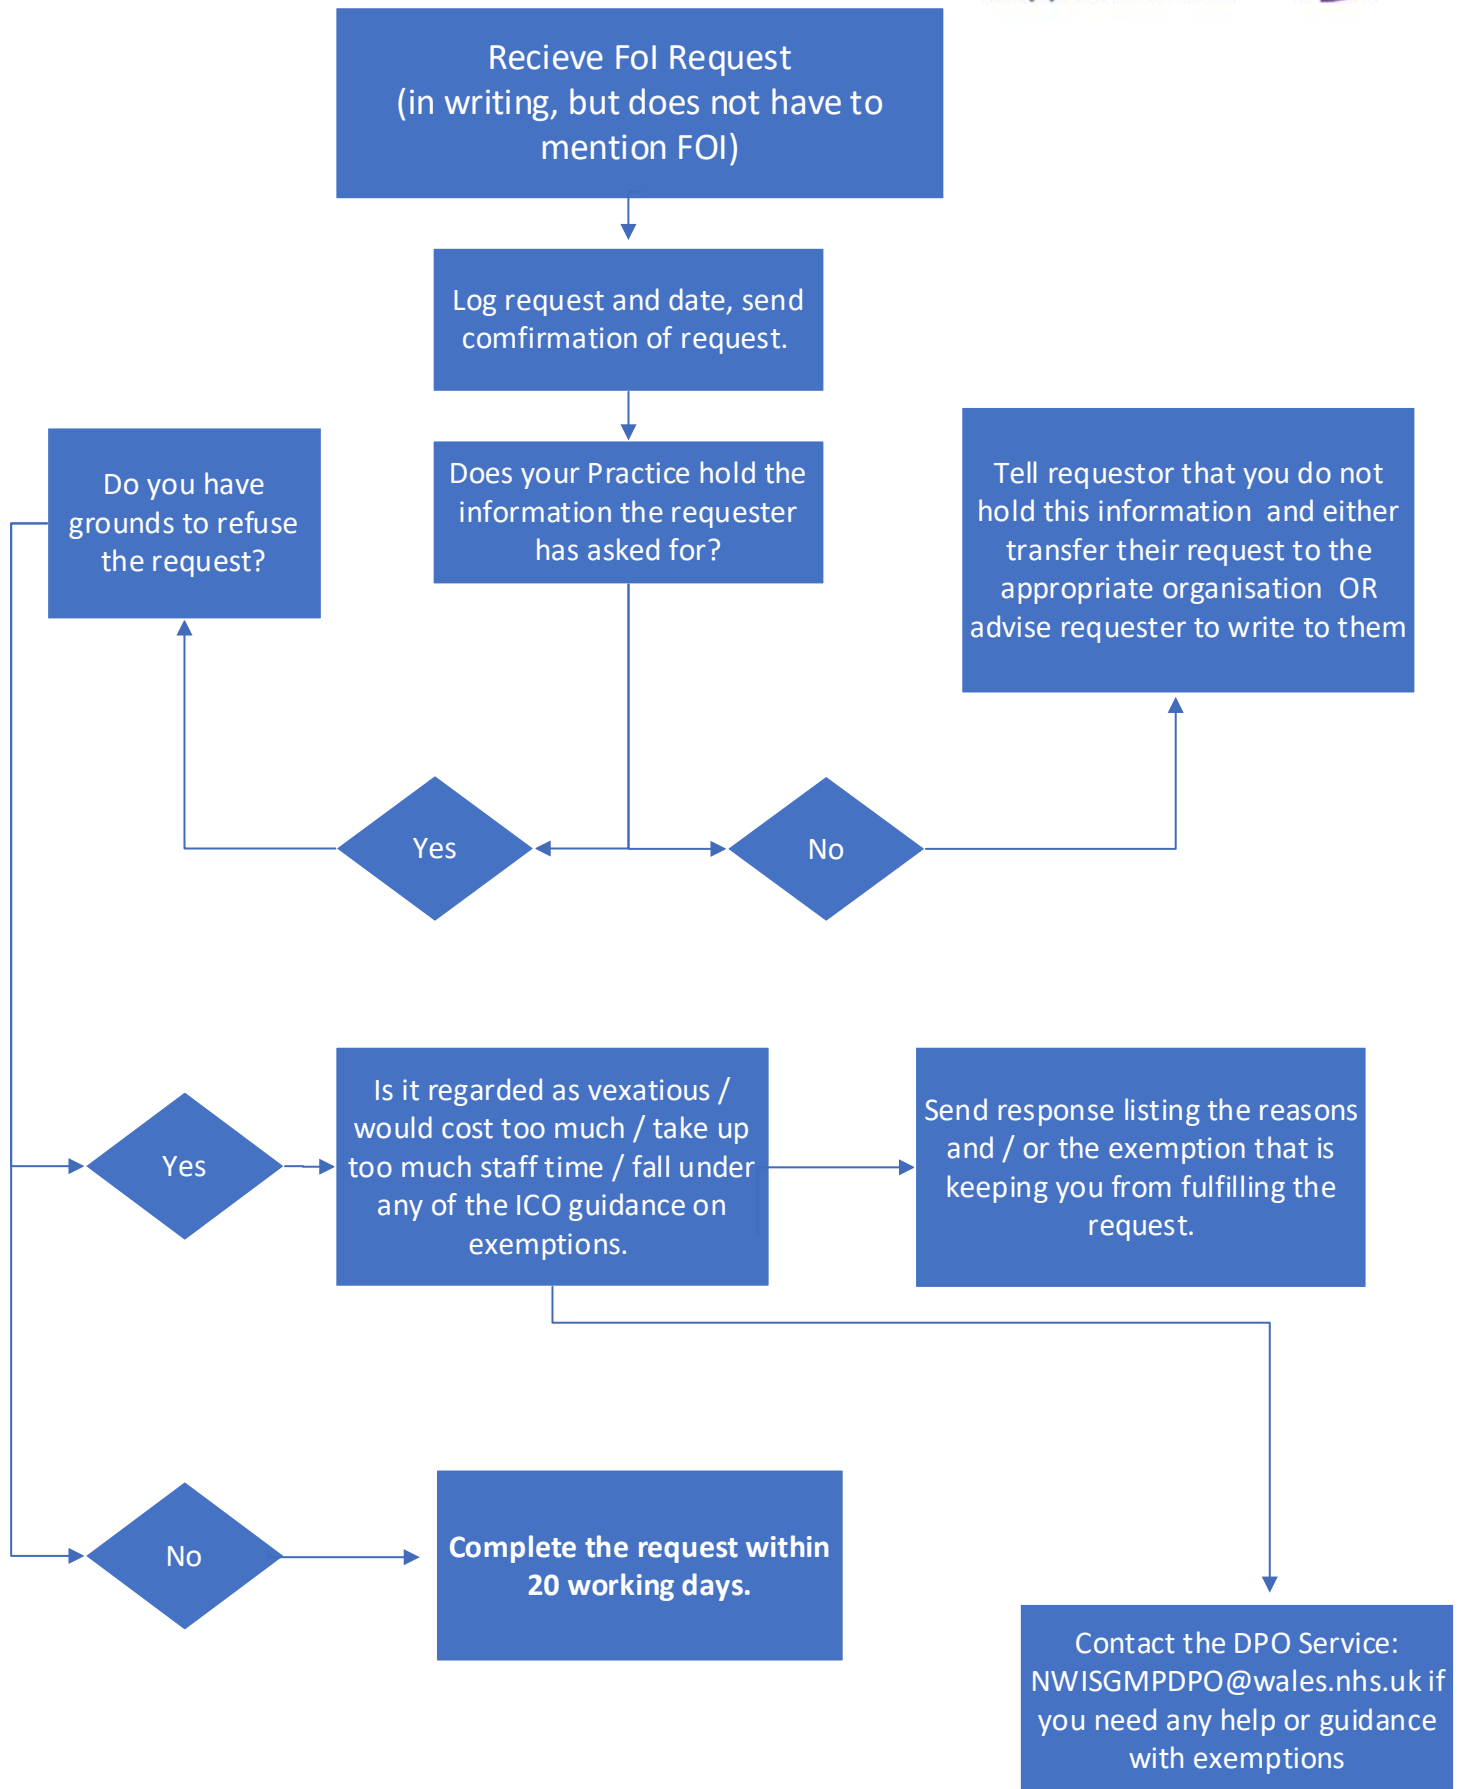 Recieve FoI Request
(in writing, but does not have to
mention FOI)
Log request and date, send
comfirmation of request.
Does your Practice hold the
information the requester
has asked for?
Do you have
grounds to refuse
the request?
Tell requestor that you do not
hold this information and either
transfer their request to the
appropriate organisation OR
advise requester to write to them
Yes
No
Yes
Is it regarded as vexatious /
would cost too much / take up
too much staff time / fall under
any of the ICO guidance on
exemptions.
Send response listing the reasons
and / or the exemption that is
keeping you from fulfilling the
request.
No
Complete the request within
20 working days.
Contact the DPO Service:
NWISGMPDPO@wales.nhs.uk if
you need any help or guidance
with exemptions